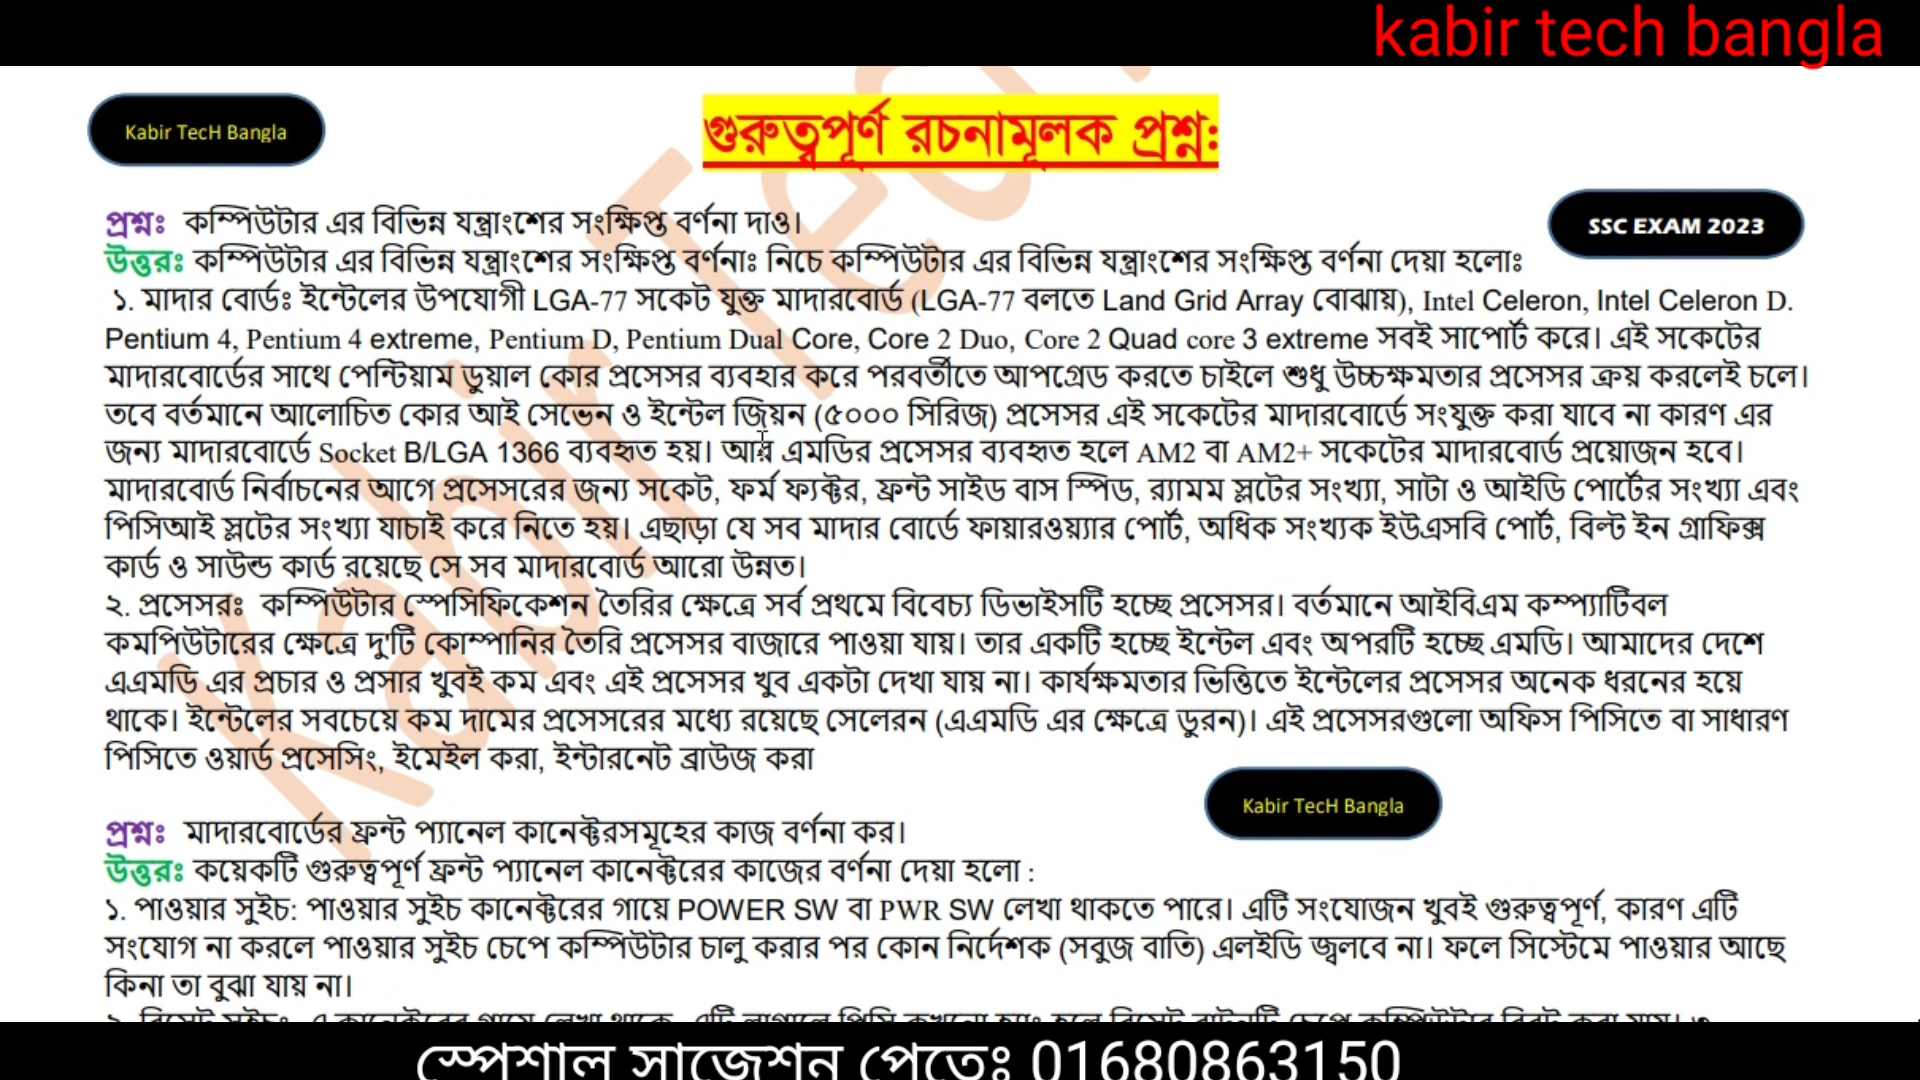 kabir tech bangla
Kabir TecH Bangla
গুরুত্বপূর্ণ রচনামূলক প্রশ্ন:
প্রশ্নঃ কম্পিউটার এর বিভিন্ন যন্ত্রাংশের সংক্ষিপ্ত বর্ণনা দাও।
SSC EXAM 2023
উত্তরঃ কম্পিউটার এর বিভিন্ন যন্ত্রাংশের সংক্ষিপ্ত বর্ণনাঃ নিচে কম্পিউটার এর বিভিন্ন যন্ত্রাংশের সংক্ষিপ্ত বর্ণনা দেয়া হলোঃ
১. মাদার বোর্ডঃ ইন্টেলের উপযোগী LGA-77 সকেট যুক্ত মাদারবোর্ড (LGA-77 বলতে Land Grid Array বোঝায়), Intel Celeron, Intel Celeron D.
Pentium 4, Pentium 4 extreme, Pentium D, Pentium Dual Core, Core 2 Duo, Core 2 Quad core 3 extreme সবই সাপোর্ট করে। এই সকেটের
মাদারবোর্ডের সাথে পেন্টিয়াম ডুয়াল কোর প্রসেসর ব্যবহার করে পরবর্তীতে আপগ্রেড করতে চাইলে শুধু উচ্চক্ষমতার প্রসেসর ক্রয় করলেই চলে।
তবে বর্তমানে আলোচিত কোর আই সেভেন ও ইন্টেল জিয়ন (৫০০০ সিরিজ) প্রসেসর এই সকেটের মাদারবোর্ডে সংযুক্ত করা যাবে না কারণ এর
জন্য মাদারবোর্ডে Socket B/LGA 1366 ব্যবহৃত হয়। আর এমডির প্রসেসর ব্যবহৃত হলে AM2 বা AM2+ সকেটের মাদারবোর্ড প্রয়োজন হবে।
মাদারবোর্ড নির্বাচনের আগে প্রসেসরের জন্য সকেট, ফর্ম ফ্যাক্টর, ফ্রন্ট সাইড বাস স্পিড, র‍্যামম স্লটের সংখ্যা, সাটা ও আইডি পোর্টের সংখ্যা এবং
পিসিআই স্লটের সংখ্যা যাচাই করে নিতে হয়। এছাড়া যে সব মাদার বোর্ডে ফায়ারওয়্যার পোর্ট, অধিক সংখ্যক ইউএসবি পোর্ট, বিল্ট ইন গ্রাফিক্স
কার্ড ও সাউন্ড কার্ড রয়েছে সে সব মাদারবোর্ড আরো উন্নত।
২. প্রসেসরঃ কম্পিউটার স্পেসিফিকেশন তৈরির ক্ষেত্রে সর্ব প্রথমে বিবেচ্য ডিভাইসটি হচ্ছে প্রসেসর। বর্তমানে আইবিএম কম্প্যাটিবল
কমপিউটারের ক্ষেত্রে দু'টি কোম্পানির তৈরি প্রসেসর বাজারে পাওয়া যায়। তার একটি হচ্ছে ইন্টেল এবং অপরটি হচ্ছে এমডি। আমাদের দেশে
এএমডি এর প্রচার ও প্রসার খুবই কম এবং এই প্রসেসর খুব একটা দেখা যায় না। কার্যক্ষমতার ভিত্তিতে ইন্টেলের প্রসেসর অনেক ধরনের হয়ে
থাকে। ইন্টেলের সবচেয়ে কম দামের প্রসেসরের মধ্যে রয়েছে সেলেরন (এএমডি এর ক্ষেত্রে ডুরন)। এই প্রসেসরগুলো অফিস পিসিতে বা সাধারণ
পিসিতে ওয়ার্ড প্রসেসিং, ইমেইল করা, ইন্টারনেট ব্রাউজ করা
Kabir TecH Bangla
প্রশ্নঃ মাদারবোর্ডের ফ্রন্ট প্যানেল কানেক্টরসমূহের কাজ বর্ণনা কর।
উত্তরঃ কয়েকটি গুরুত্বপূর্ণ ফ্রন্ট প্যানেল কানেক্টরের কাজের বর্ণনা দেয়া হলো :
১. পাওয়ার সুইচ: পাওয়ার সুইচ কানেক্টরের গায়ে POWER SW বা PWR SW লেখা থাকতে পারে। এটি সংযোজন খুবই গুরুত্বপূর্ণ, কারণ এটি
সংযোগ না করলে পাওয়ার সুইচ চেপে কম্পিউটার চালু করার পর কোন নির্দেশক (সবুজ বাতি) এলইডি জ্বলবে না। ফলে সিস্টেমে পাওয়ার আছে
কিনা তা বুঝা যায় না।
স্পেশাল সাজেশন পেতেঃ 01680863150
Kabir Tec